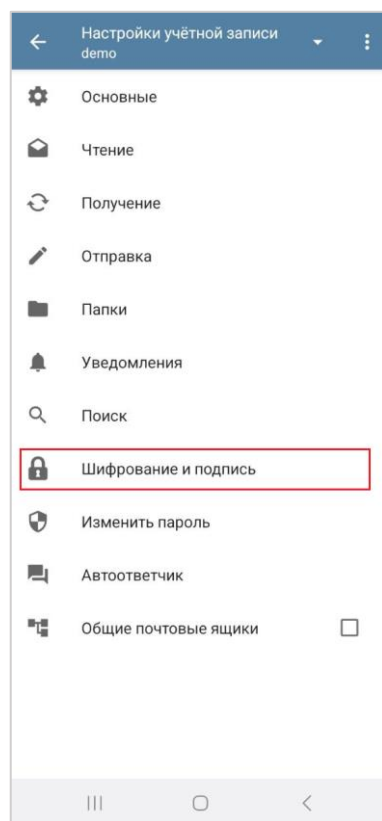 Настройки учётной записи
demo
Основные
Чтение
Получение
Отправка
Папки
Уведомления
Поиск
Шифрование и подпись
Изменить пароль
Автоответчик
Общие почтовые ящики